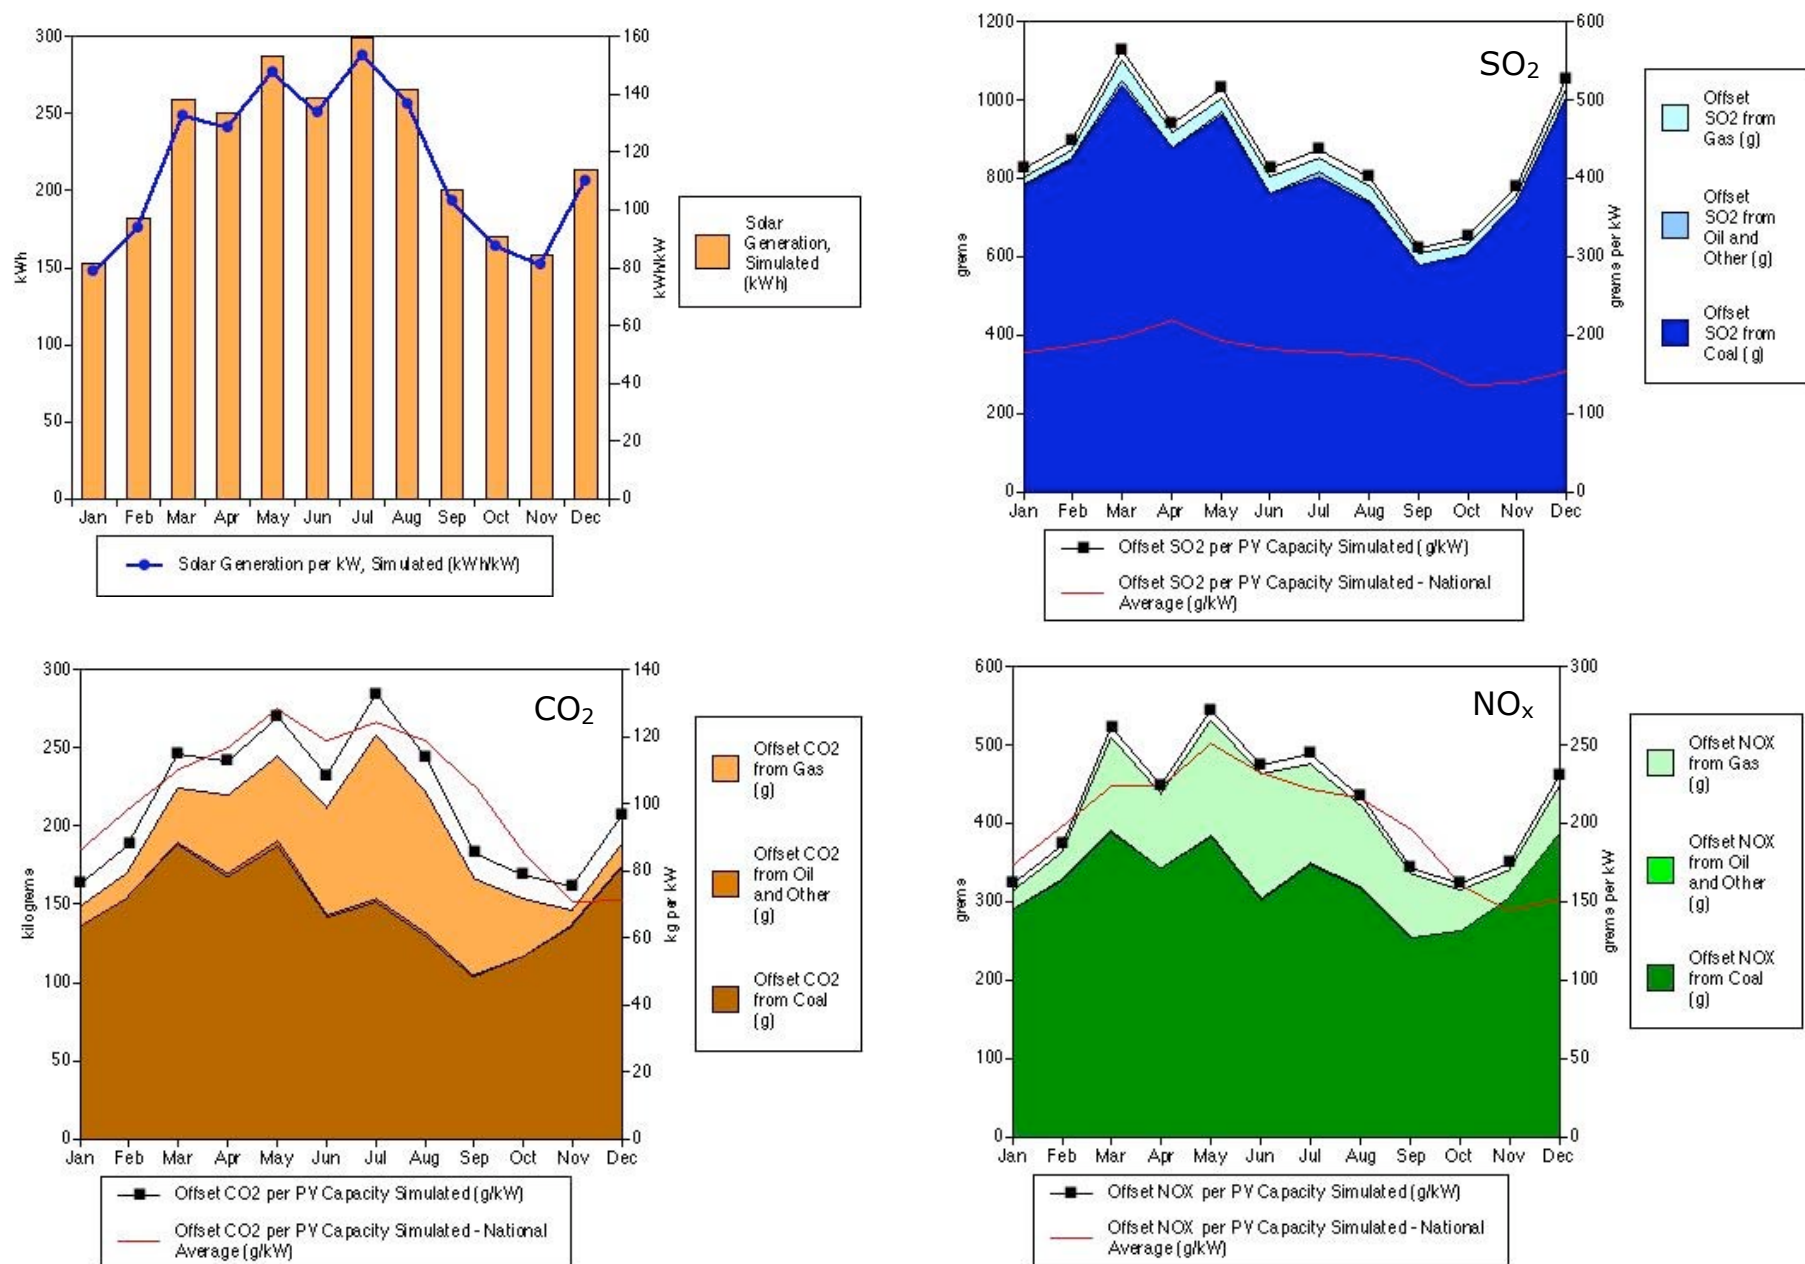 300
250
200
150
100
50
0
kWh
160
140
120
100
80
60
40
20
0
kWh/kW
Jan Feb Mar Apr May Jun Jul Aug Sep Oct Nov Dec
Solar
Generation,
Simulated
(kWh)
Solar Generation per kW, Simulated (kWh/kW)
SO2
1200
1000
800
600
400
200
0
grams
600
500
400
300
200
100
0
grams per kW
Jan Feb Mar Apr May Jun Jul Aug Sep Oct Nov Dec
Offset
SO2 from
Gas (g)
Offset
SO2 from
Oil and
Other (g)
Offset
SO2 from
Coal (g)
Offset SO2 per PV Capacity Simulated (g/kW)
Offset SO2 per PV Capacity Simulated - National
Average (g/kW)
CO2
300
250
200
150
100
50
0
kilograms
140
120
100
80
60
40
20
0
kg per kW
Jan Feb Mar Apr May Jun Jul Aug Sep Oct Nov Dec
Offset CO2
from Gas
(g)
Offset CO2
from Oil
and Other
(g)
Offset CO2
from Coal
(g)
Offset CO2 per PV Capacity Simulated (g/kW)
Offset CO2 per PV Capacity Simulated - National
Average (g/kW)
NOx
600
500
400
300
200
100
0
grams
300
250
200
150
100
50
0
grams per kW
Jan Feb Mar Apr May Jun Jul Aug Sep Oct Nov Dec
Offset NOX
from Gas
(g)
Offset NOX
from Oil
and Other
(g)
Offset NOX
from Coal
(g)
Offset NOX per PV Capacity Simulated (g/kW)
Offset NOX per PV Capacity Simulated - National
Average (g/kW)